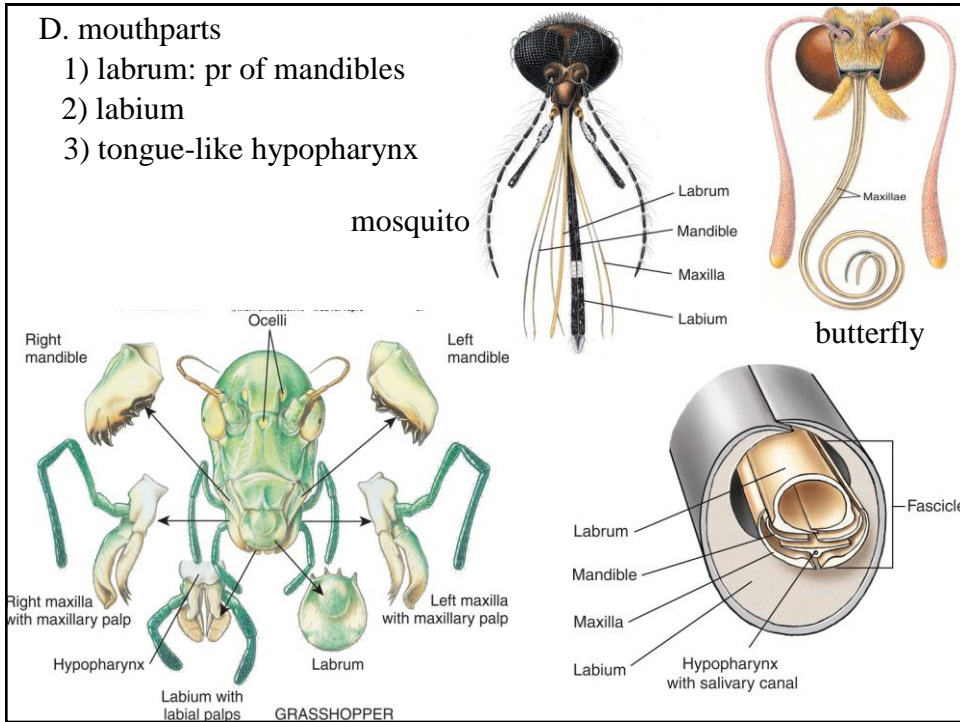 D. mouthparts
1) labrum: pr of mandibles
2) labium
3) tongue-like hypopharynx
mosquito
Labrum
Mandible
Maxilla
Labium
Maxillae
butterfly
Ocelli
Right
mandible
Left
mandible
Right maxilla
with maxillary palp
Left maxilla
with maxillary palp
Hypopharynx
Labrum
Labium with
labial palps
GRASSHOPPER
Fascicle
Labrum
Mandible
Maxilla
Labium
Hypopharynx
with salivary canal